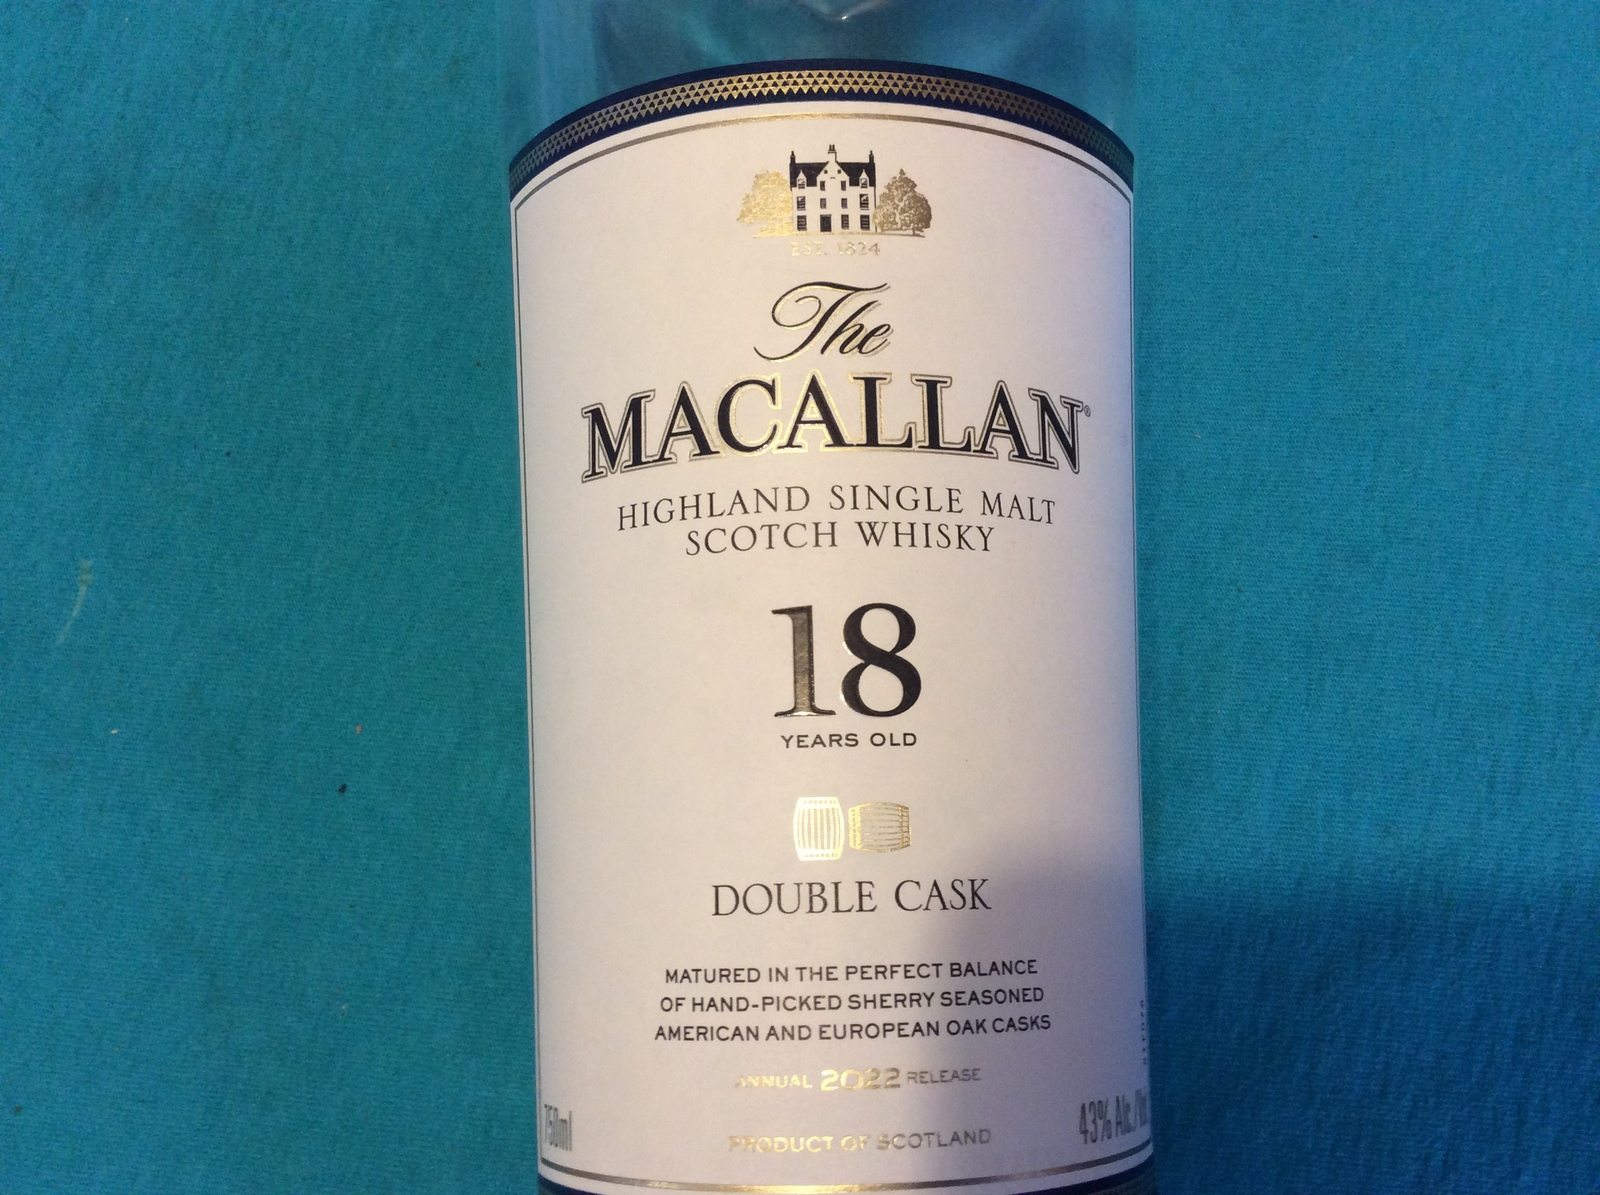 EST. 1824
The
MACALLAN®
HIGHLAND SINGLE MALT
SCOTCH WHISKY
18
YEARS OLD
DOUBLE CASK
MATURED IN THE PERFECT BALANCE
OF HAND-PICKED SHERRY SEASONED
AMERICAN AND EUROPEAN OAK CASKS
ANNUAL 2022 RELEASE
750ml
43% Alc./Vol.
PRODUCT OF SCOTLAND